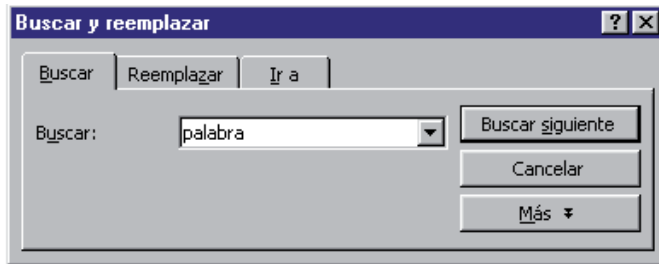 Buscar y reemplazar
Buscar Reemplazar Ir a
Buscar: palabra Buscar siguiente
Cancelar
Más